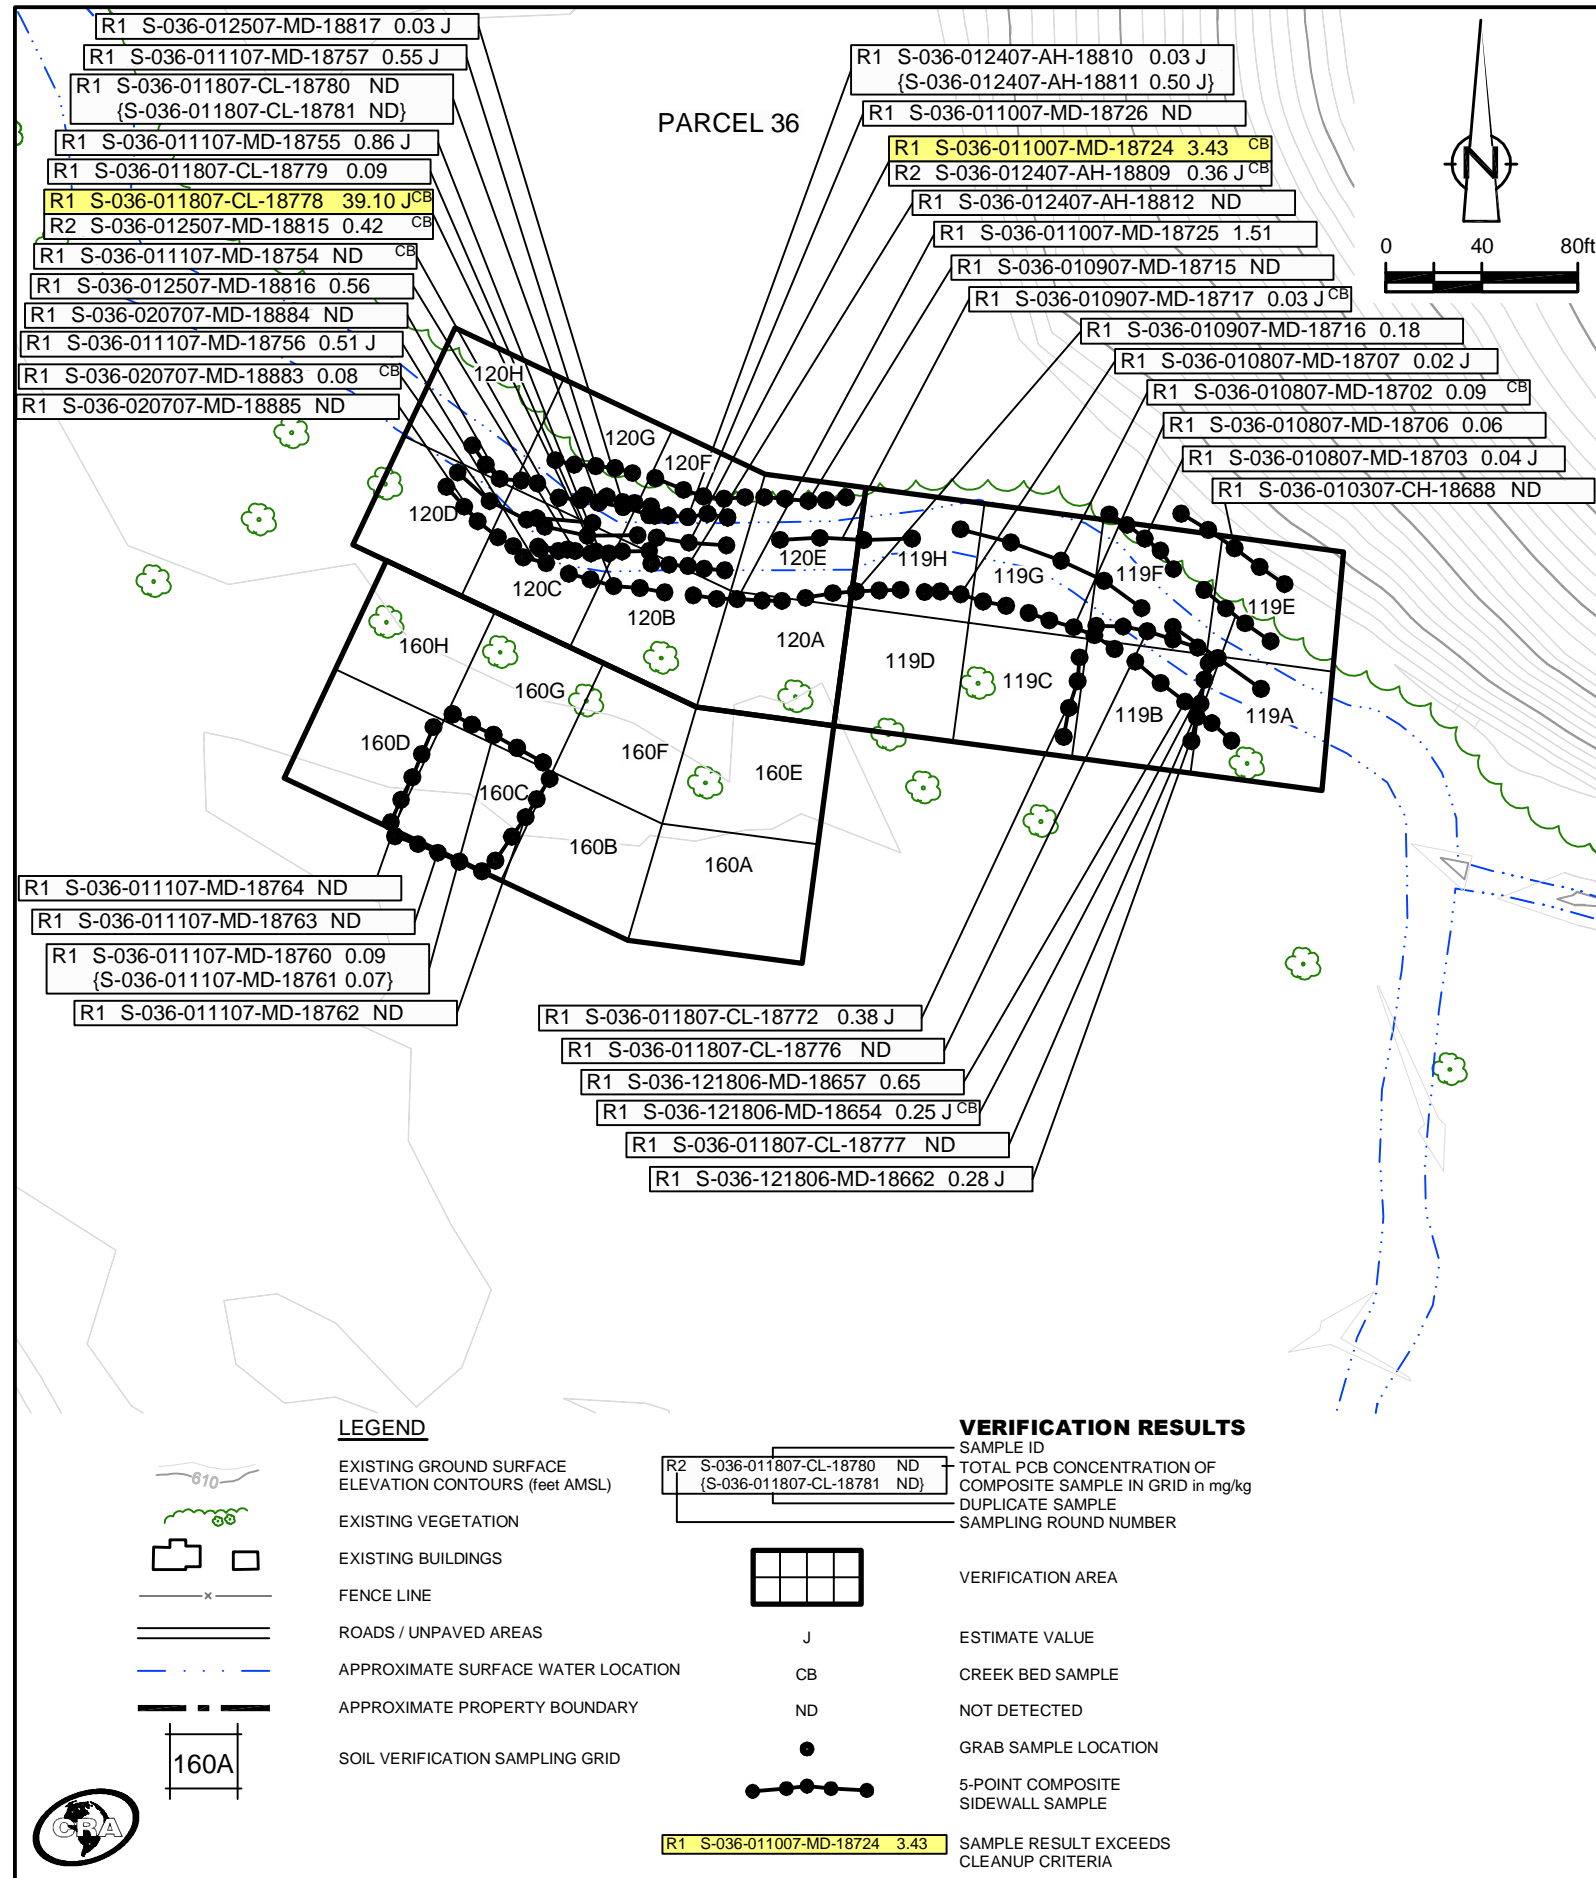 R1 S-036-012507-MD-18817 0.03 J
R1 S-036-011107-MD-18757 0.55 J
R1 S-036-011807-CL-18780 ND
{S-036-011807-CL-18781 ND}
R1 S-036-011107-MD-18755 0.86 J
R1 S-036-011807-CL-18779 0.09
R1 S-036-011807-CL-18778 39.10 J CB
R2 S-036-012507-MD-18815 0.42 CB
R1 S-036-011107-MD-18754 ND CB
R1 S-036-012507-MD-18816 0.56
R1 S-036-020707-MD-18884 ND
R1 S-036-011107-MD-18756 0.51 J
R1 S-036-020707-MD-18883 0.08 CB
R1 S-036-020707-MD-18885 ND
PARCEL 36
R1 S-036-012407-AH-18810 0.03 J
{S-036-012407-AH-18811 0.50 J}
R1 S-036-011007-MD-18726 ND
R1 S-036-011007-MD-18724 3.43 CB
R2 S-036-012407-AH-18809 0.36 J CB
R1 S-036-012407-AH-18812 ND
R1 S-036-011007-MD-18725 1.51
R1 S-036-010907-MD-18715 ND
R1 S-036-010907-MD-18717 0.03 J CB
R1 S-036-010907-MD-18716 0.18
R1 S-036-010807-MD-18707 0.02 J
R1 S-036-010807-MD-18702 0.09 CB
R1 S-036-010807-MD-18706 0.06
R1 S-036-010807-MD-18703 0.04 J
R1 S-036-010307-CH-18688 ND
N
0 40 80ft
120H
120G
120F
120D
120E
119H
119G
119F
119E
120C
120B
120A
119D
119C
119B
119A
160H
160G
160F
160E
160D
160C
160B
160A
R1 S-036-011107-MD-18764 ND
R1 S-036-011107-MD-18763 ND
R1 S-036-011107-MD-18760 0.09
{S-036-011107-MD-18761 0.07}
R1 S-036-011107-MD-18762 ND
R1 S-036-011807-CL-18772 0.38 J
R1 S-036-011807-CL-18776 ND
R1 S-036-121806-MD-18657 0.65
R1 S-036-121806-MD-18654 0.25 J CB
R1 S-036-011807-CL-18777 ND
R1 S-036-121806-MD-18662 0.28 J
LEGEND
610
EXISTING GROUND SURFACE
ELEVATION CONTOURS (feet AMSL)
EXISTING VEGETATION
EXISTING BUILDINGS
x
FENCE LINE
ROADS / UNPAVED AREAS
APPROXIMATE SURFACE WATER LOCATION
APPROXIMATE PROPERTY BOUNDARY
160A
SOIL VERIFICATION SAMPLING GRID
CRA
VERIFICATION RESULTS
SAMPLE ID
R2 S-036-011807-CL-18780 ND
{S-036-011807-CL-18781 ND}
TOTAL PCB CONCENTRATION OF
COMPOSITE SAMPLE IN GRID in mg/kg
DUPLICATE SAMPLE
SAMPLING ROUND NUMBER
VERIFICATION AREA
J
ESTIMATE VALUE
CB
CREEK BED SAMPLE
ND
NOT DETECTED
GRAB SAMPLE LOCATION
5-POINT COMPOSITE
SIDEWALL SAMPLE
R1 S-036-011007-MD-18724 3.43
SAMPLE RESULT EXCEEDS
CLEANUP CRITERIA